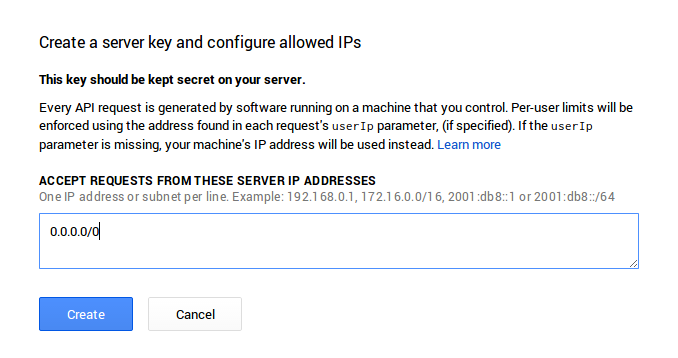 Create a server key and configure allowed IPs
This key should be kept secret on your server.
Every API request is generated by software running on a machine that you control. Per-user limits will be
enforced using the address found in each request's userIp parameter, (if specified). If the userIp
parameter is missing, your machine's IP address will be used instead. Learn more
ACCEPT REQUESTS FROM THESE SERVER IP ADDRESSES
One IP address or subnet per line. Example: 192.168.0.1, 172.16.0.0/16, 2001:db8::1 or 2001:db8::/64
0.0.0.0/0
Create Cancel